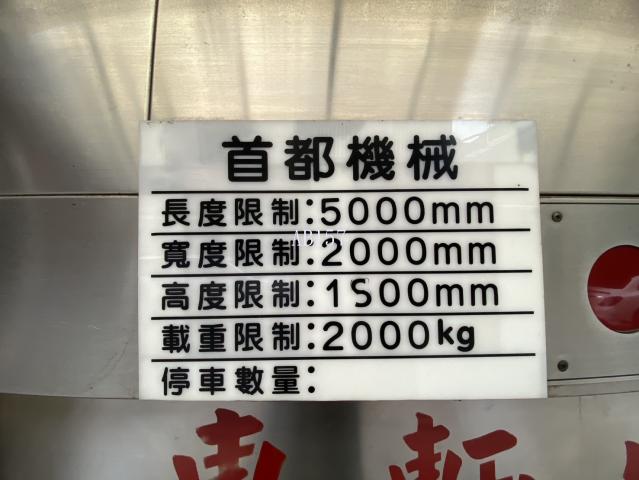 首都機械
長度限制:5000mm
寬度限制:2000mm
高度限制:1500mm
載重限制:2000kg
停車數量: